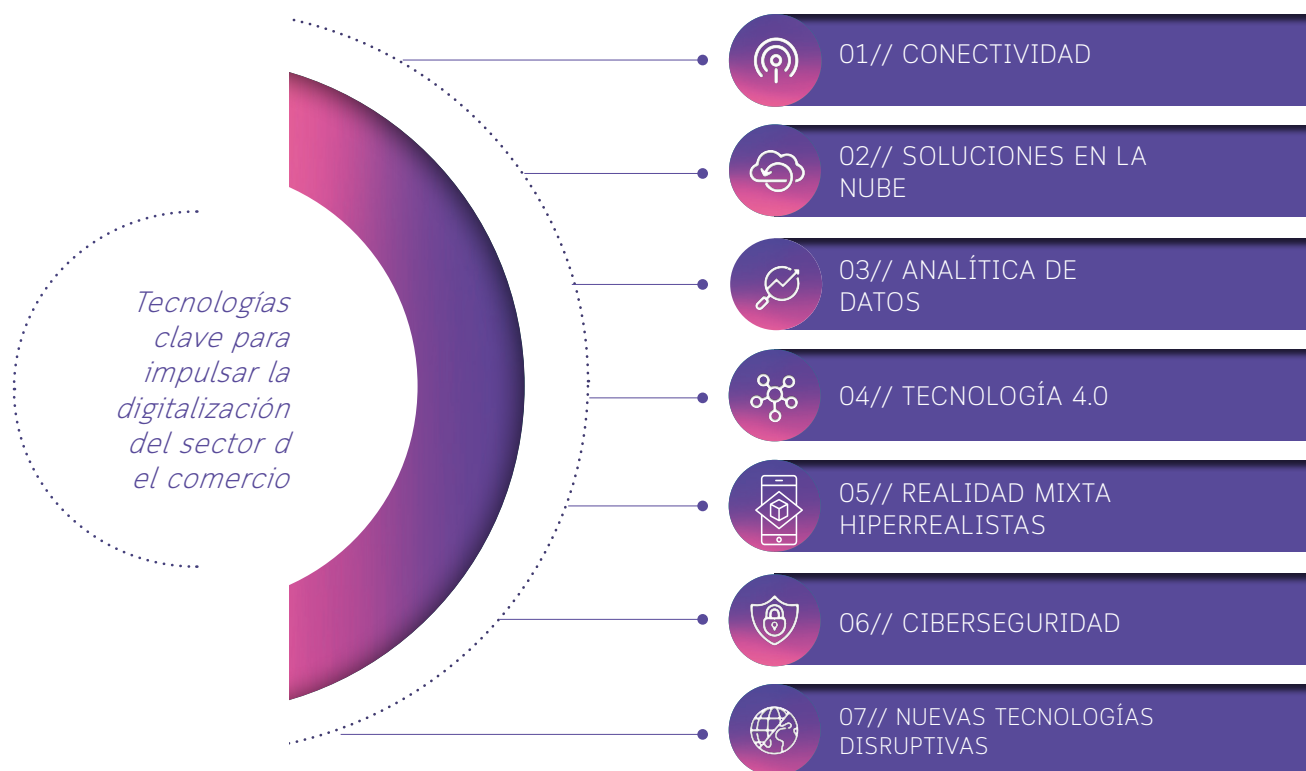 Tecnologías
clave para
impulsar la
digitalización
del sector d
el comercio
01// CONECTIVIDAD
02// SOLUCIONES EN LA
NUBE
03// ANALÍTICA DE
DATOS
04// TECNOLOGÍA 4.0
05// REALIDAD MIXTA
HIPERREALISTAS
06// CIBERSEGURIDAD
07// NUEVAS TECNOLOGÍAS
DISRUPTIVAS